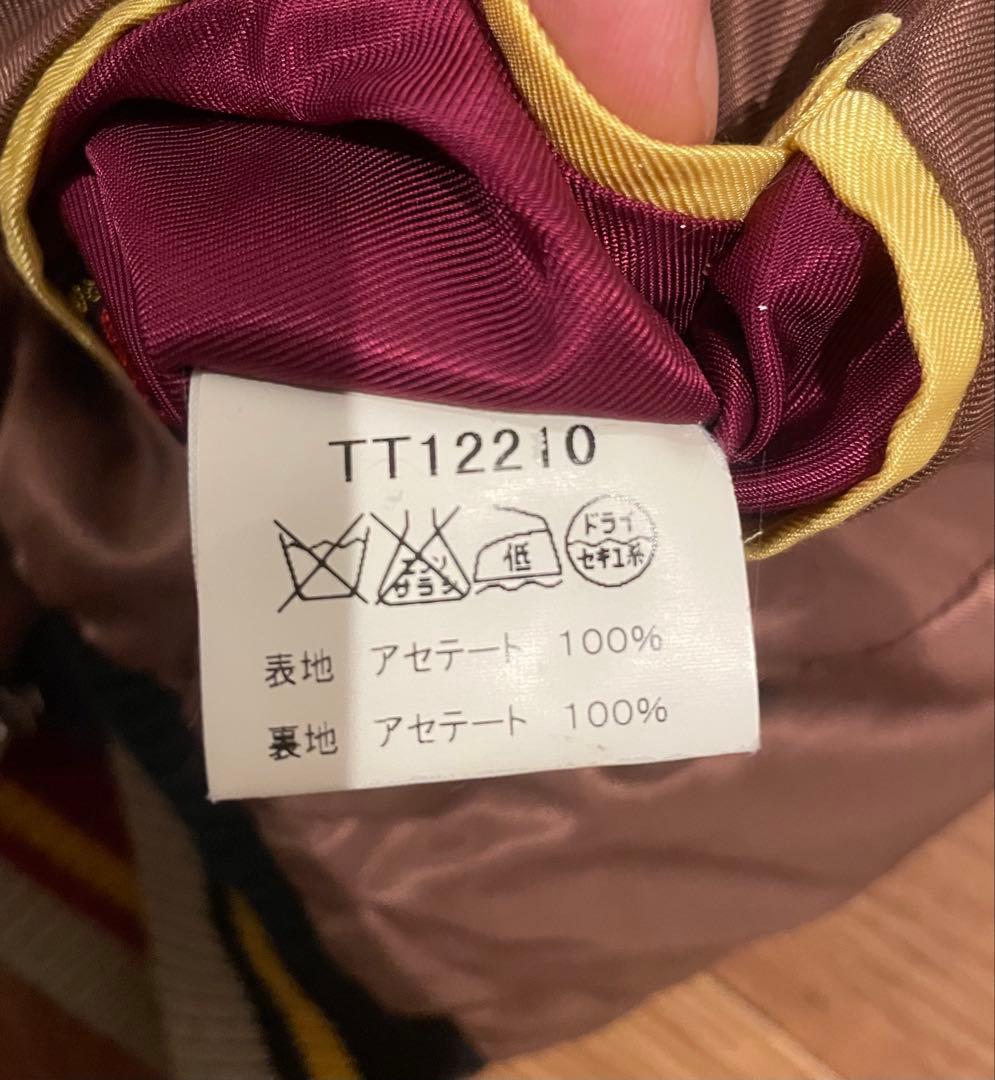 TT12210
エンソ
サラシ
低
ドライ
セキユ系
表地 アセテート 100%
裏地 アセテート 100%